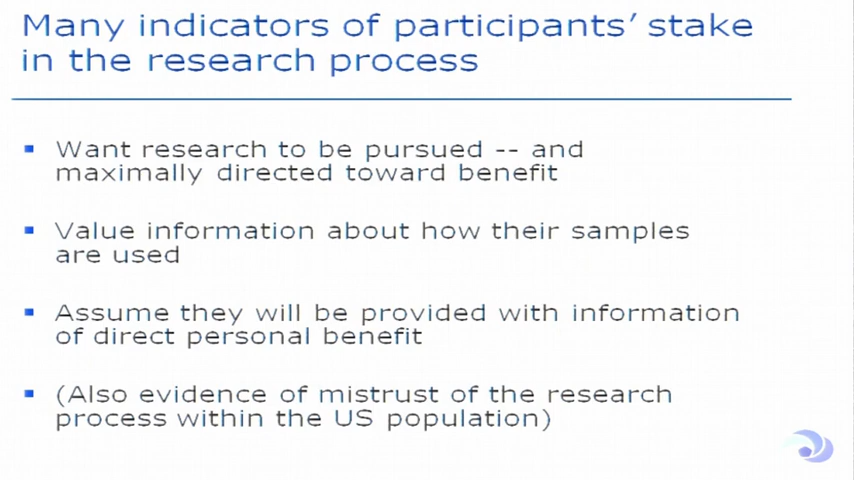 Many indicators of participants’ stake
in the research process
Want research to be pursued -- and
maximally directed toward benefit
Value information about how their samples
are used
Assume they will be provided with information
of direct personal benefit
(Also evidence of mistrust of the research
process within the US population)